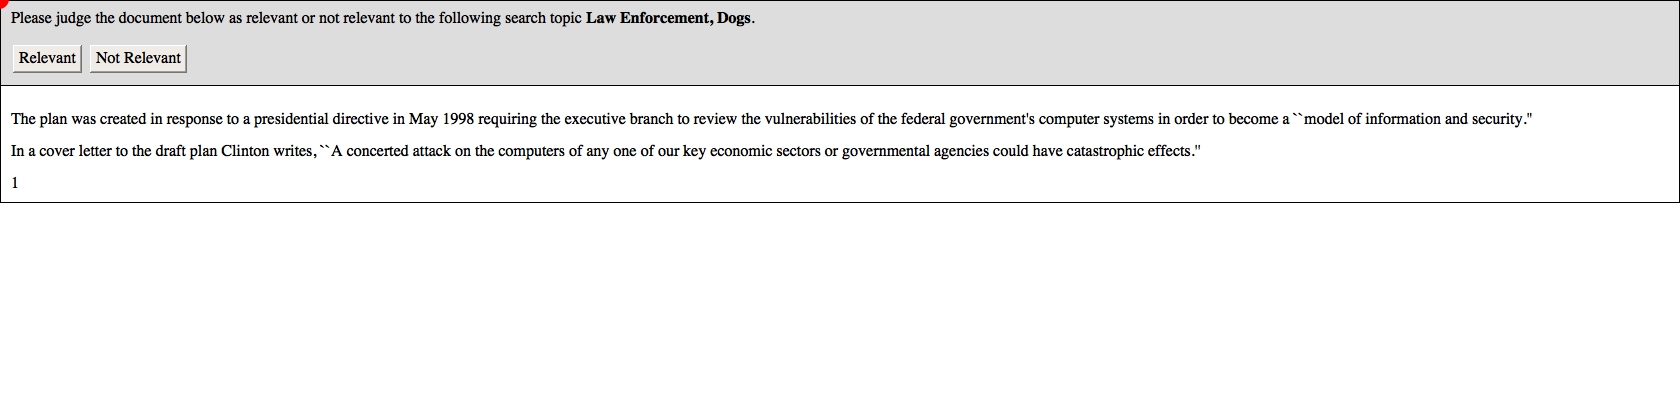 Please judge the document below as relevant or not relevant to the following search topic Law Enforcement, Dogs.
Relevant Not Relevant
The plan was created in response to a presidential directive in May 1998 requiring the executive branch to review the vulnerabilities of the federal government's computer systems in order to become a ``model of information and security."
In a cover letter to the draft plan Clinton writes, ``A concerted attack on the computers of any one of our key economic sectors or governmental agencies could have catastrophic effects."
1